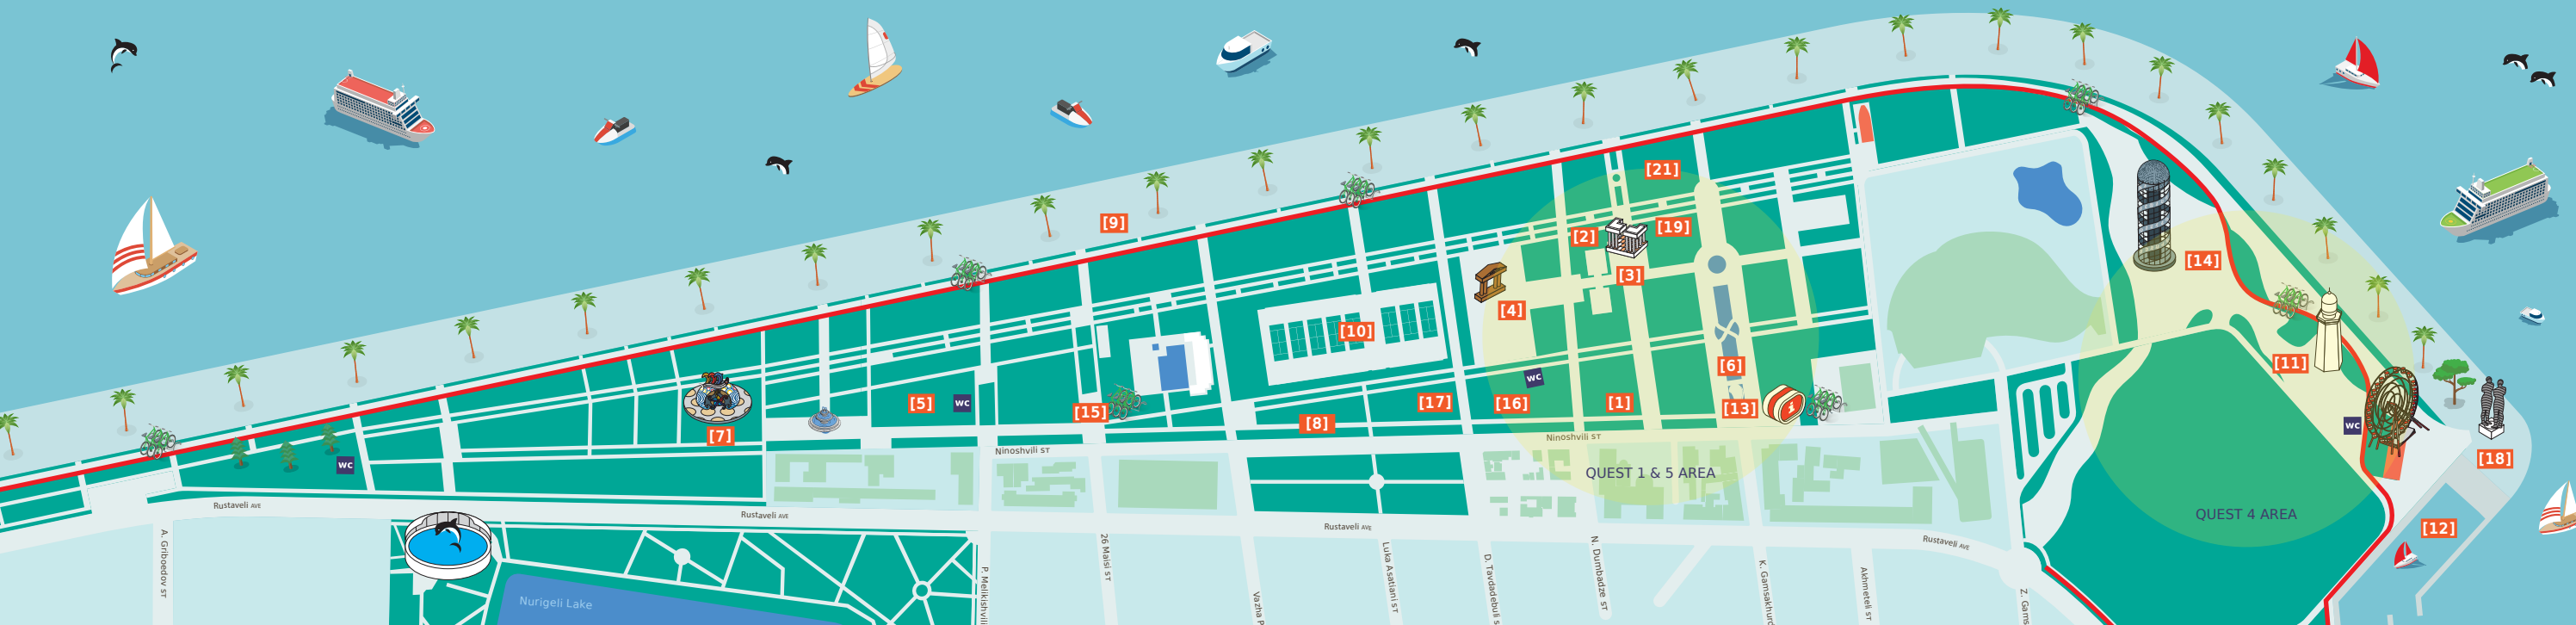 [21]
[9]
[19]
[2]
[14]
[3]
[4]
[10]
[11]
[6]
WC
[5]
WC
[16]
[1]
[17]
[13]
i
[15]
[8]
WC
[7]
Ninoshvili ST
Ninoshvili ST
[18]
WC
QUEST 1 & 5 AREA
Rustaveli AVE
Rustaveli AVE
QUEST 4 AREA
Rustaveli AVE
[12]
Rustaveli AVE
A. Griboedov ST
26 Maisi ST
Luka Asatiani ST
N. Dumbadze ST
D. Tavdadebuli S
K. Gamsakhurd
Akhmeteli ST
P. Melikishvili
Vazha P
Z. Gams
Nurigeli Lake